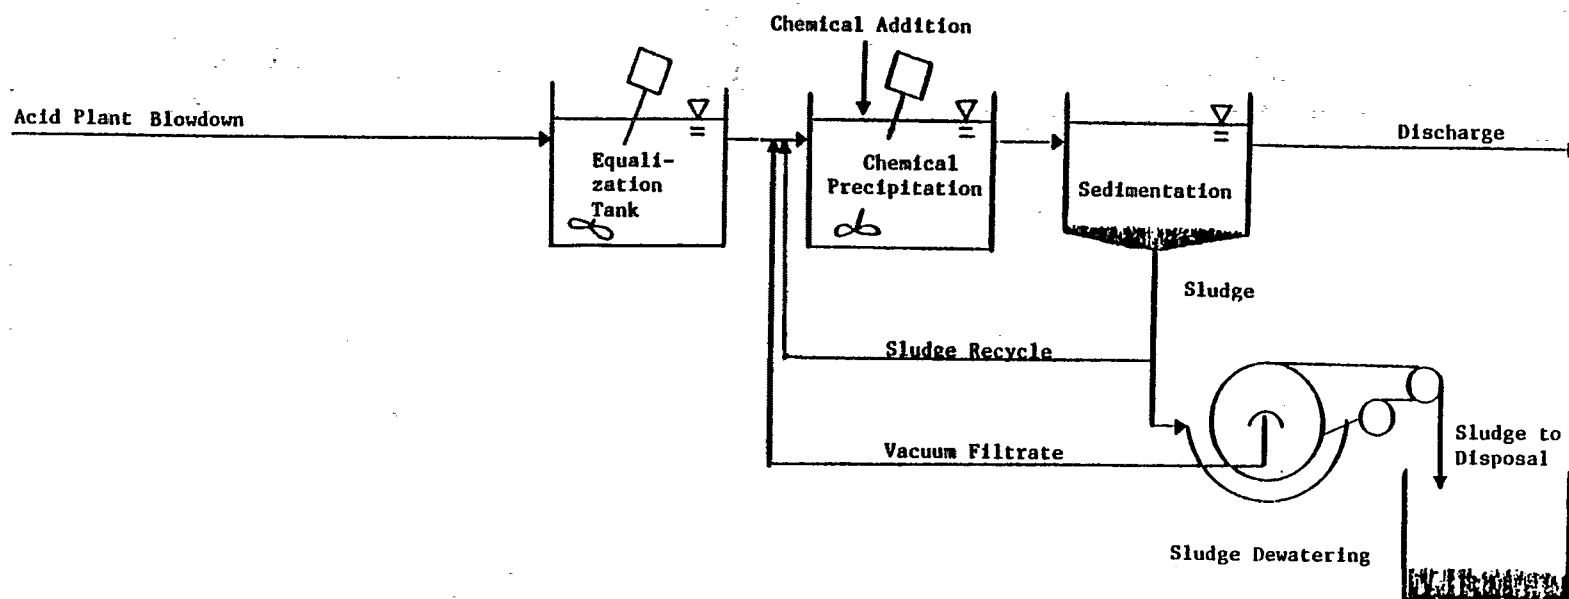 Chemical Addition
Acid Plant Blowdown
Equali-
zation
Tank
Chemical
Precipitation
Sedimentation
Discharge
Sludge
Sludge Recycle
Vacuum Filtrate
Sludge to
Disposal
Sludge Dewatering